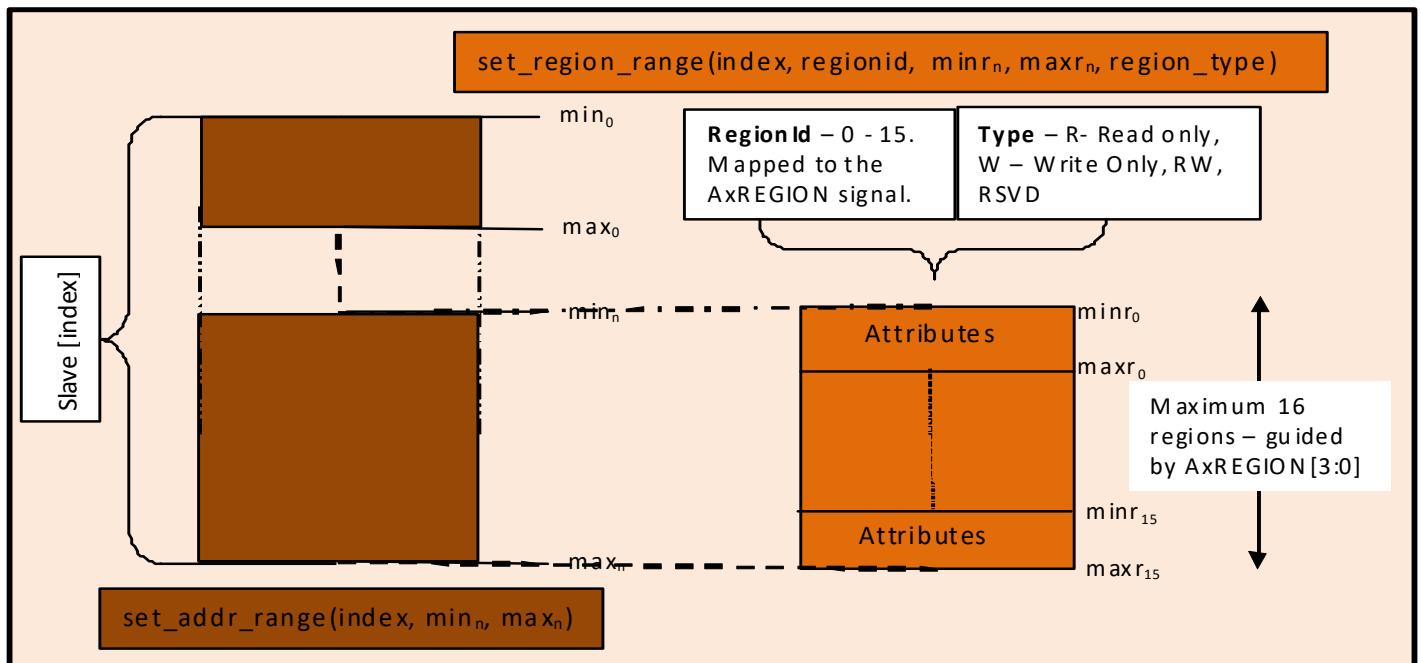 set_region_range(index, regionid, minrₙ, maxrₙ, region_type)
min₀
RegionId – 0 - 15.
Mapped to the
AxREGION signal.
Type – R- Read only,
W – Write Only, RW,
RSVD
max₀
Slave [index]
minₙ
minr₀
Attributes
maxr₀
Maximum 16
regions – guided
by AxREGION[3:0]
minr₁₅
Attributes
maxₙ
maxr₁₅
set_addr_range(index, minₙ, maxₙ)